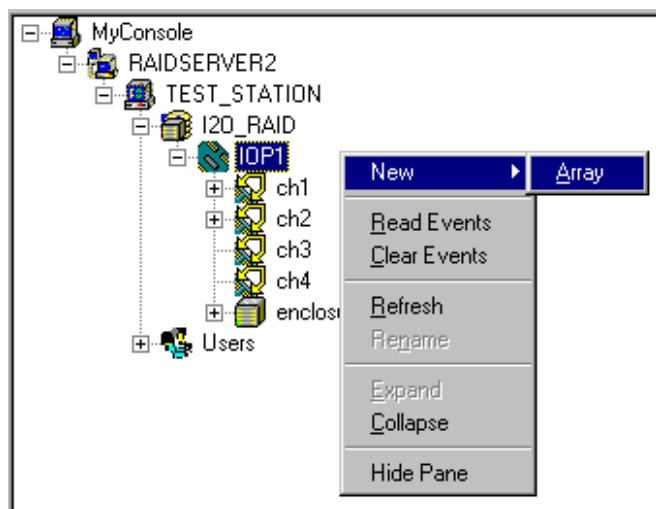 MyConsole
RAIDSERVER2
TEST_STATION
I2O_RAID
IOP1
ch1
ch2
ch3
ch4
Users
New
Array
Read Events
Clear Events
Refresh
Rename
Expand
Collapse
Hide Pane